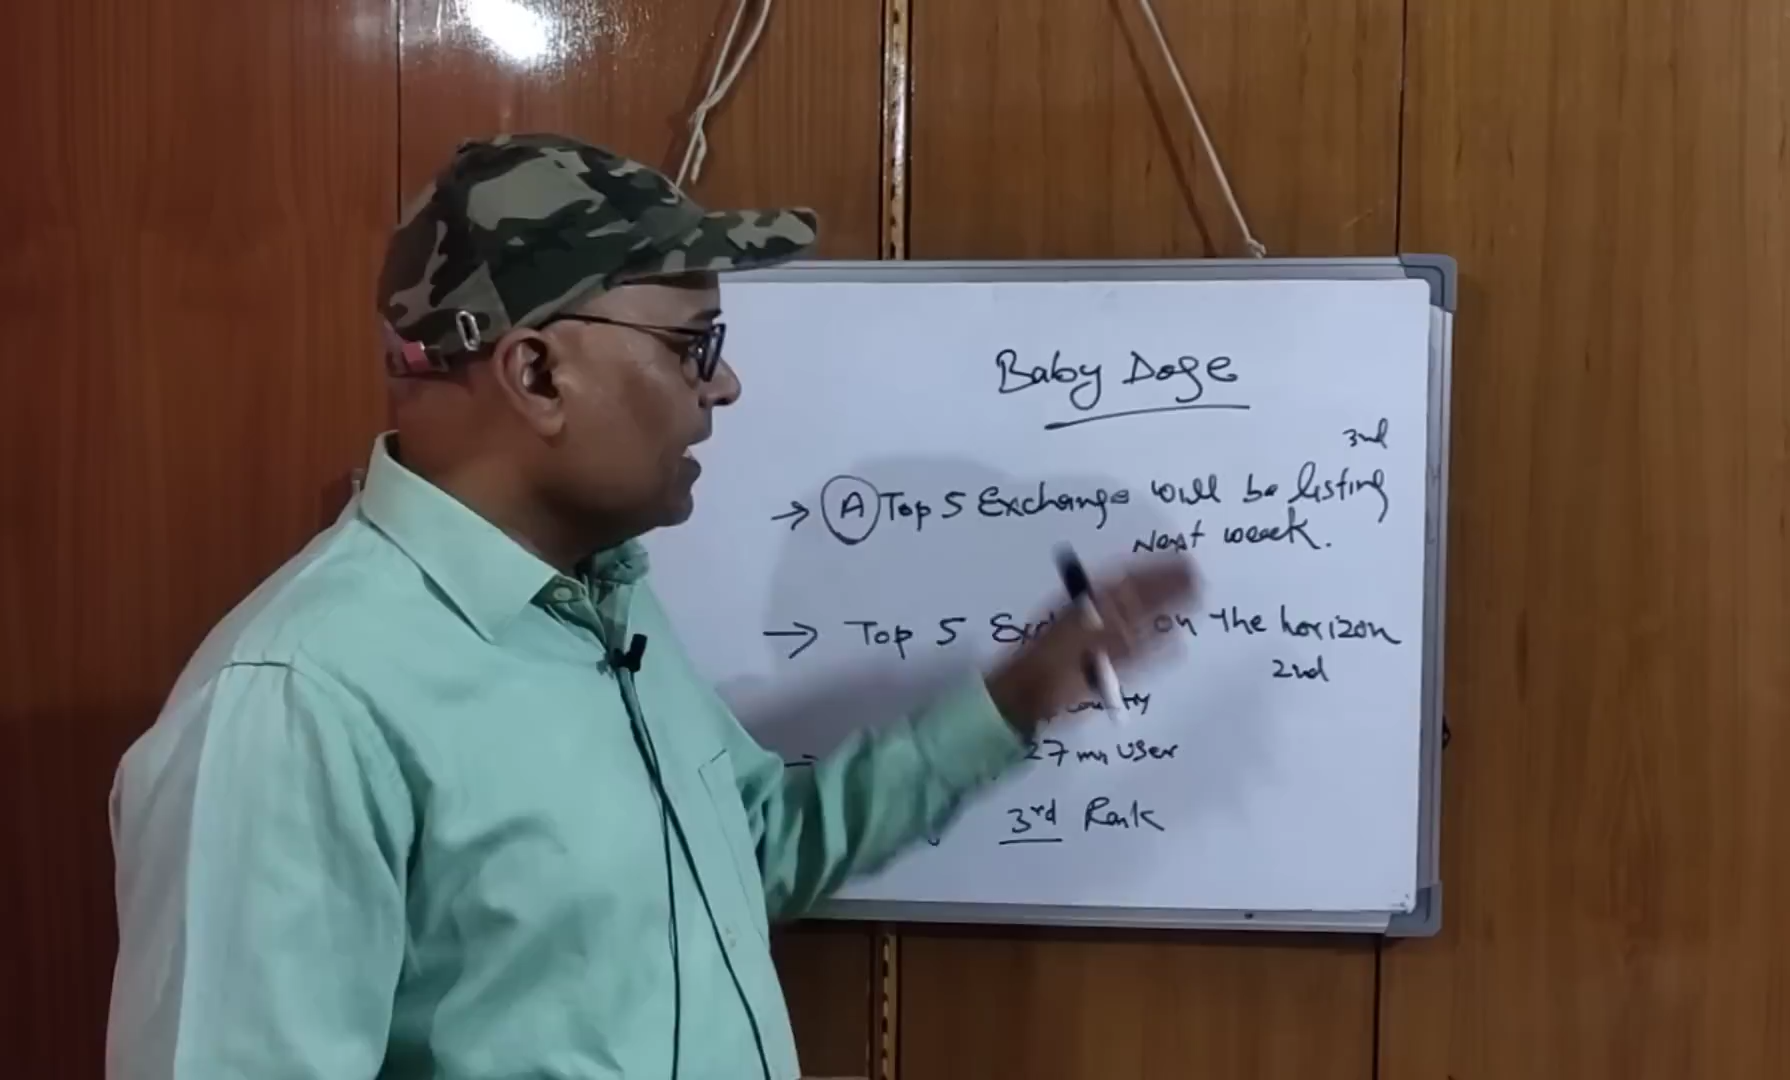 Baby Doge
3rd
→ A Top 5 Exchange will be listing
Next week.
→ Top 5 on the horizon
2nd
27 mn user
3rd Rank